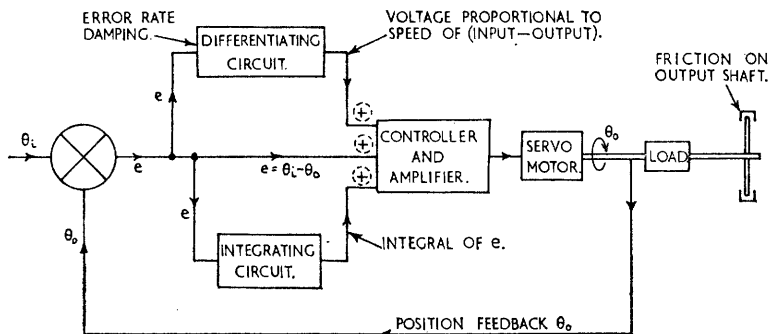 ERROR RATE
DAMPING.
DIFFERENTIATING
CIRCUIT.
VOLTAGE PROPORTIONAL TO
SPEED OF (INPUT—OUTPUT).
FRICTION ON
OUTPUT SHAFT.
e
θi
e
e = θi-θo
CONTROLLER
AND
AMPLIFIER.
SERVO
MOTOR.
θo
LOAD
e
θo
INTEGRATING
CIRCUIT.
INTEGRAL OF e.
POSITION FEEDBACK θo